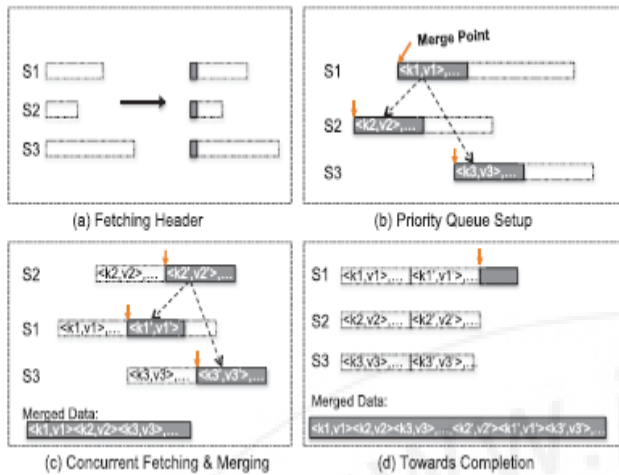 S1
S2
S3
(a) Fetching Header
Merge Point
S1
<k1,v1>,...
S2
<k2,v2>,...
S3
<k3,v3>,...
(b) Priority Queue Setup
S2
<k2,v2>,... <k2',v2'>,...
S1
<k1,v1>,... <k1',v1'>
S3
<k3,v3>,... <k3',v3'>,...
Merged Data:
<k1,v1><k2,v2><k3,v3>,...
(c) Concurrent Fetching & Merging
S1
<k1,v1>,... <k1',v1'>,...
S2
<k2,v2>,... <k2',v2'>,...
S3
<k3,v3>,... <k3',v3'>,...
Merged Data:
<k1,v1><k2,v2><k3,v3>,...,<k2',v2'><k1',v1'><k3',v3'>,...
(d) Towards Completion